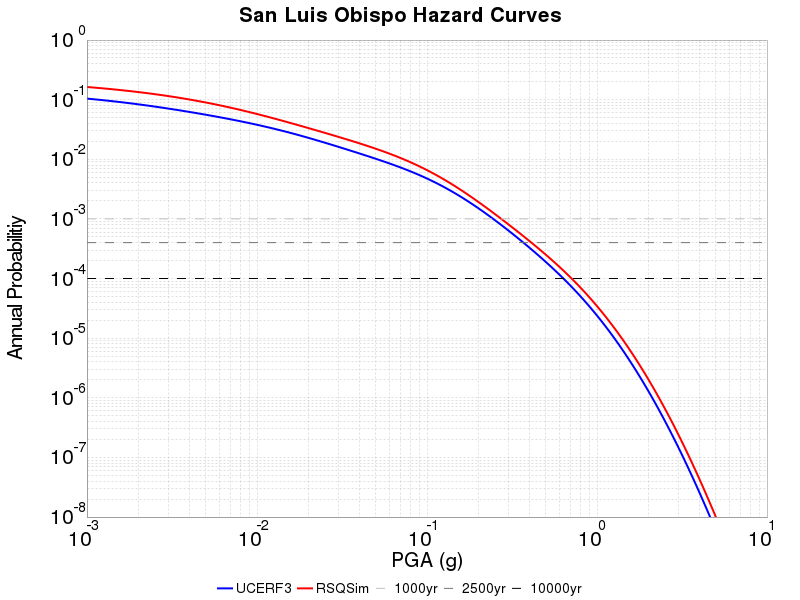 San Luis Obispo Hazard Curves
10^0
10^-1
10^-2
10^-3
10^-4
10^-5
10^-6
10^-7
10^-8
Annual Probabilitiy
10^-3 10^-2 10^-1 10^0 10^1
PGA (g)
UCERF3 RSQSim 1000yr 2500yr 10000yr